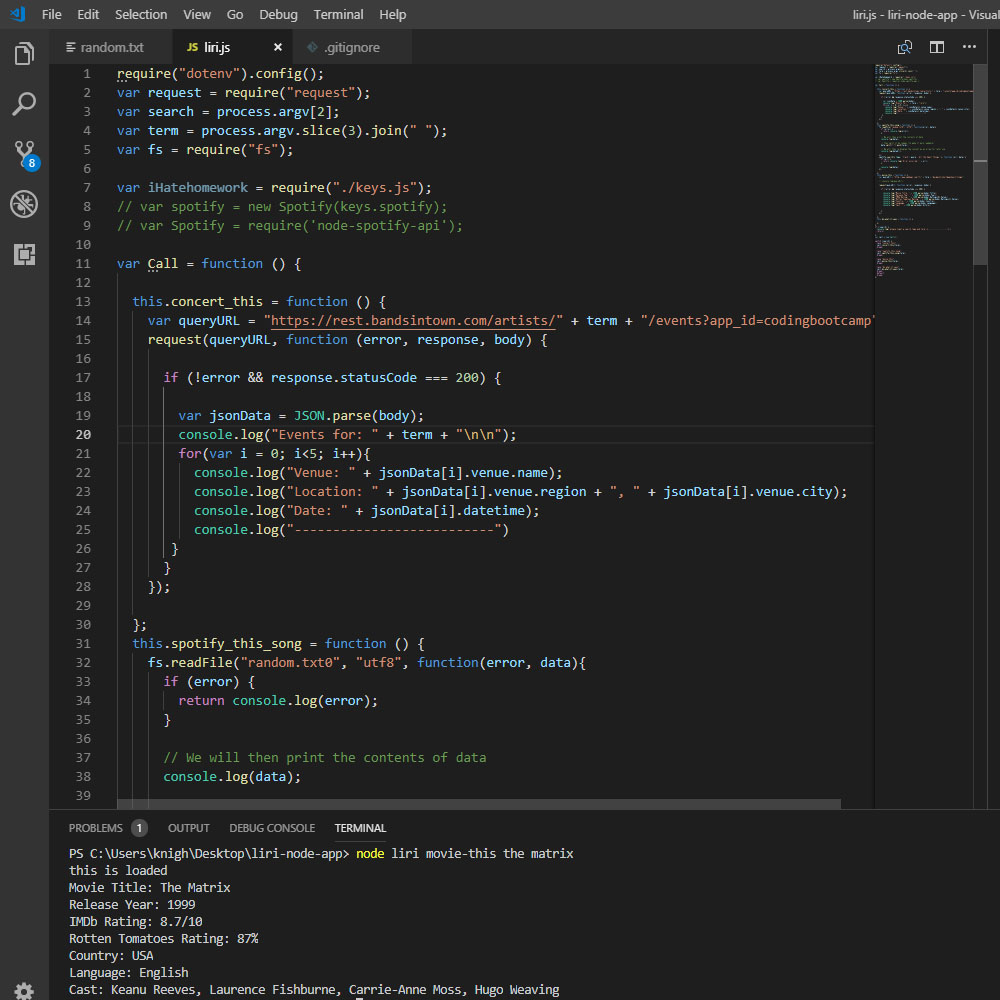 File Edit Selection View Go Debug Terminal Help liri.js - liri-node-app - Visual
random.txt JS liri.js × .gitignore
1 require("dotenv").config();
2 var request = require("request");
3 var search = process.argv[2];
4 var term = process.argv.slice(3).join(" ");
5 var fs = require("fs");
6
7 var iHatehomework = require("./keys.js");
8 // var spotify = new Spotify(keys.spotify);
9 // var Spotify = require('node-spotify-api');
10
11 var Call = function () {
12
13 this.concert_this = function () {
14 var queryURL = "https://rest.bandsintown.com/artists/" + term + "/events?app_id=codingbootcamp"
15 request(queryURL, function (error, response, body) {
16
17 if (!error && response.statusCode === 200) {
18
19 var jsonData = JSON.parse(body);
20 console.log("Events for: " + term + "\n\n");
21 for(var i = 0; i<5; i++){
22 console.log("Venue: " + jsonData[i].venue.name);
23 console.log("Location: " + jsonData[i].venue.region + ", " + jsonData[i].venue.city);
24 console.log("Date: " + jsonData[i].datetime);
25 console.log("--------------------------")
26 }
27 }
28 });
29
30 };
31 this.spotify_this_song = function () {
32 fs.readFile("random.txt0", "utf8", function(error, data){
33 if (error) {
34 return console.log(error);
35 }
36
37 // We will then print the contents of data
38 console.log(data);
39
8
PROBLEMS 1 OUTPUT DEBUG CONSOLE TERMINAL
PS C:\Users\knigh\Desktop\liri-node-app> node liri movie-this the matrix
this is loaded
Movie Title: The Matrix
Release Year: 1999
IMDb Rating: 8.7/10
Rotten Tomatoes Rating: 87%
Country: USA
Language: English
Cast: Keanu Reeves, Laurence Fishburne, Carrie-Anne Moss, Hugo Weaving